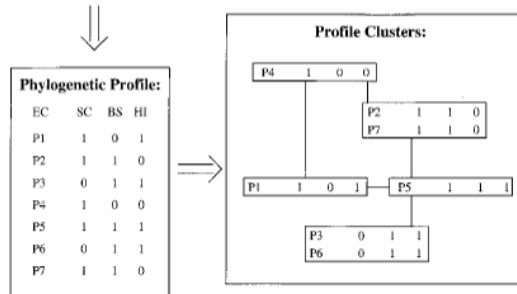 Phylogenetic Profile:
EC SC BS HI
P1 1 0 1
P2 1 1 0
P3 0 1 1
P4 1 0 0
P5 1 1 1
P6 0 1 1
P7 1 1 0
Profile Clusters:
P4 1 0 0
P2 1 1 0
P7 1 1 0
P1 1 0 1
P5 1 1 1
P3 0 1 1
P6 0 1 1